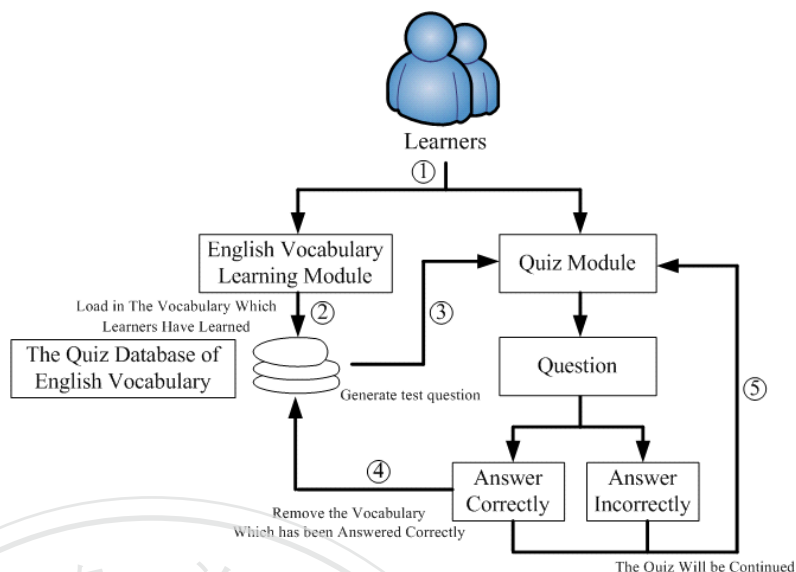 Learners
①
English Vocabulary
Learning Module
Quiz Module
Load in The Vocabulary Which
Learners Have Learned
②
③
The Quiz Database of
English Vocabulary
Question
Generate test question
⑤
④
Answer
Correctly
Answer
Incorrectly
Remove the Vocabulary
Which has been Answered Correctly
The Quiz Will be Continued